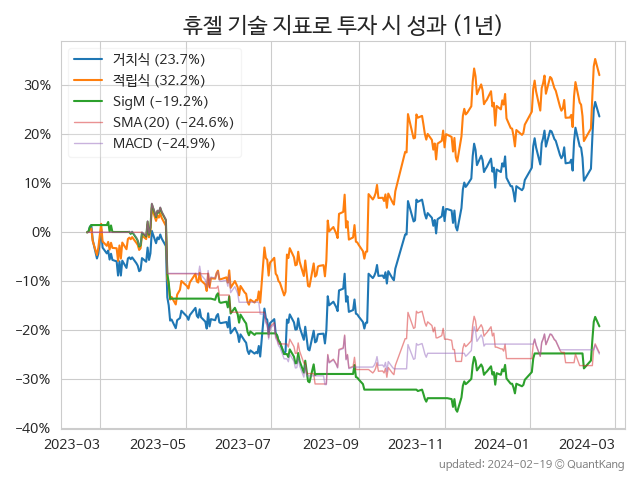 휴젤 기술 지표로 투자 시 성과 (1년)
거치식 (23.7%)
적립식 (32.2%)
SigM (−19.2%)
SMA(20) (−24.6%)
MACD (−24.9%)
30%
20%
10%
0%
−10%
−20%
−30%
−40%
2023-03 2023-05 2023-07 2023-09 2023-11 2024-01 2024-03
updated: 2024-02-19 © QuantKang